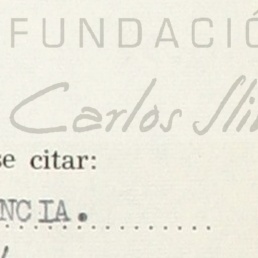 FUNDACIÓ
Carlos Sli
se citar:
NCIA.